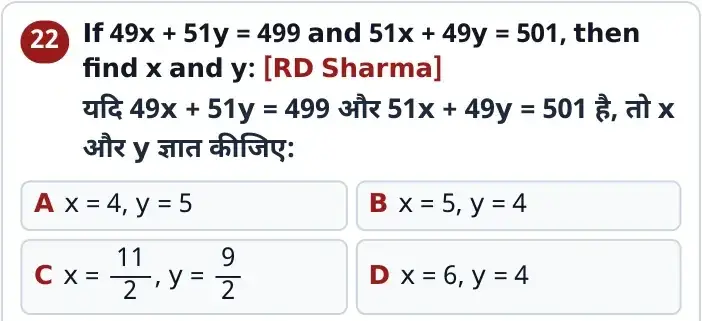 22 If 49x + 51y = 499 and 51x + 49y = 501, then
find x and y: [RD Sharma]
यदि 49x + 51y = 499 और 51x + 49y = 501 है, तो x
और y ज्ञात कीजिए:
A x = 4, y = 5
B x = 5, y = 4
C x = 11/2, y = 9/2
D x = 6, y = 4